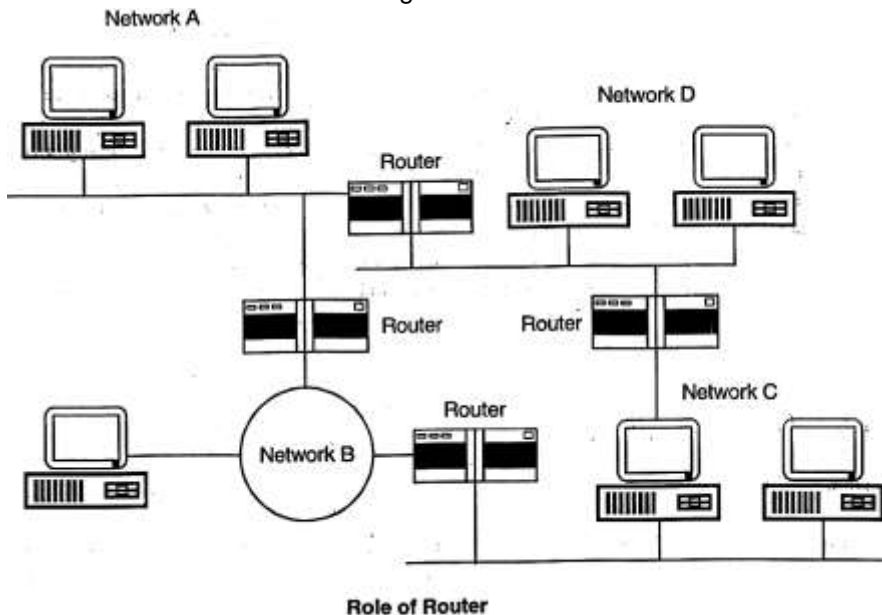 Network A
Network D
Router
Router
Router
Network C
Router
Network B
Role of Router